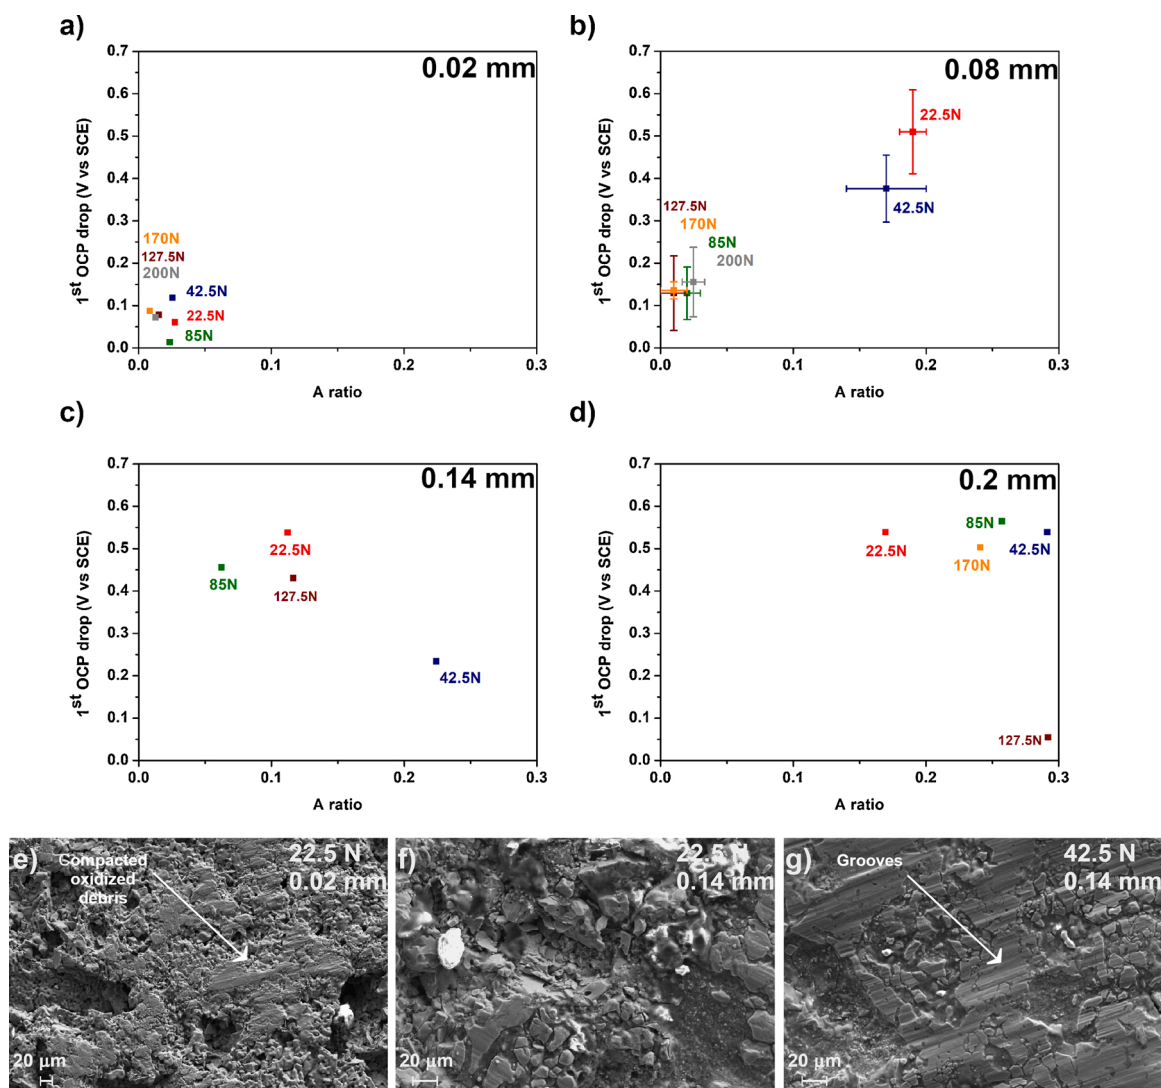 a)
0.02 mm
0.7
0.6
0.5
0.4
0.3
0.2
0.1
0.0
1st OCP drop (V vs SCE)
170N
127.5N
200N
42.5N
22.5N
85N
0.0
0.1
0.2
0.3
A ratio
b)
0.08 mm
0.7
0.6
0.5
0.4
0.3
0.2
0.1
0.0
1st OCP drop (V vs SCE)
22.5N
42.5N
127.5N
170N
85N
200N
0.0
0.1
0.2
0.3
A ratio
c)
0.14 mm
0.7
0.6
0.5
0.4
0.3
0.2
0.1
0.0
1st OCP drop (V vs SCE)
22.5N
85N
127.5N
42.5N
0.0
0.1
0.2
0.3
A ratio
d)
0.2 mm
0.7
0.6
0.5
0.4
0.3
0.2
0.1
0.0
1st OCP drop (V vs SCE)
85N
22.5N
42.5N
170N
127.5N
0.0
0.1
0.2
0.3
A ratio
e)
Compacted
oxidized
debris
22.5 N
0.02 mm
20 µm
f)
22.5 N
0.14 mm
20 µm
g)
Grooves
42.5 N
0.14 mm
20 µm